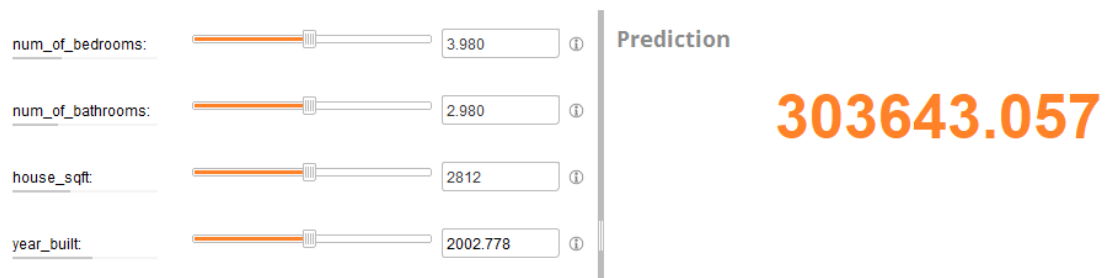 num_of_bedrooms: 3.980
num_of_bathrooms: 2.980
house_sqft: 2812
year_built: 2002.778
Prediction
303643.057